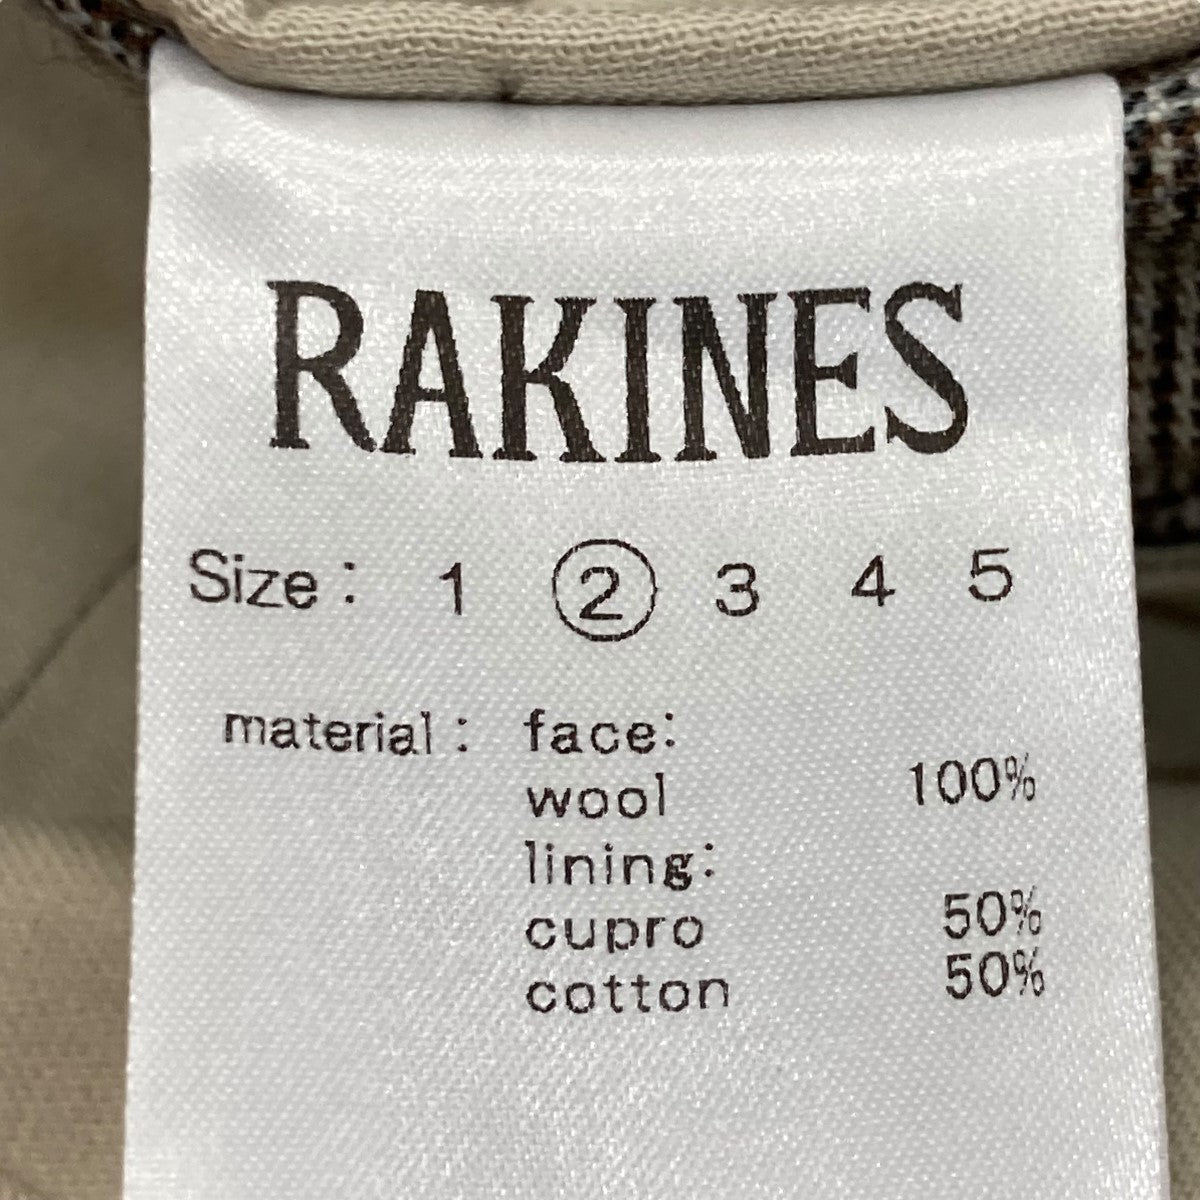 RAKINES
Size: 1 ② 3 4 5
material: face:
wool 100%
lining:
cupro 50%
cotton 50%